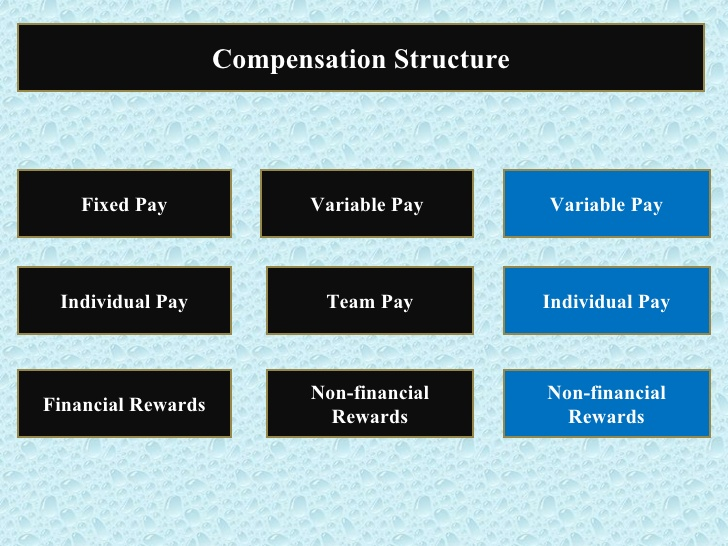 Compensation Structure
Fixed Pay
Variable Pay
Variable Pay
Individual Pay
Team Pay
Individual Pay
Financial Rewards
Non-financial
Rewards
Non-financial
Rewards